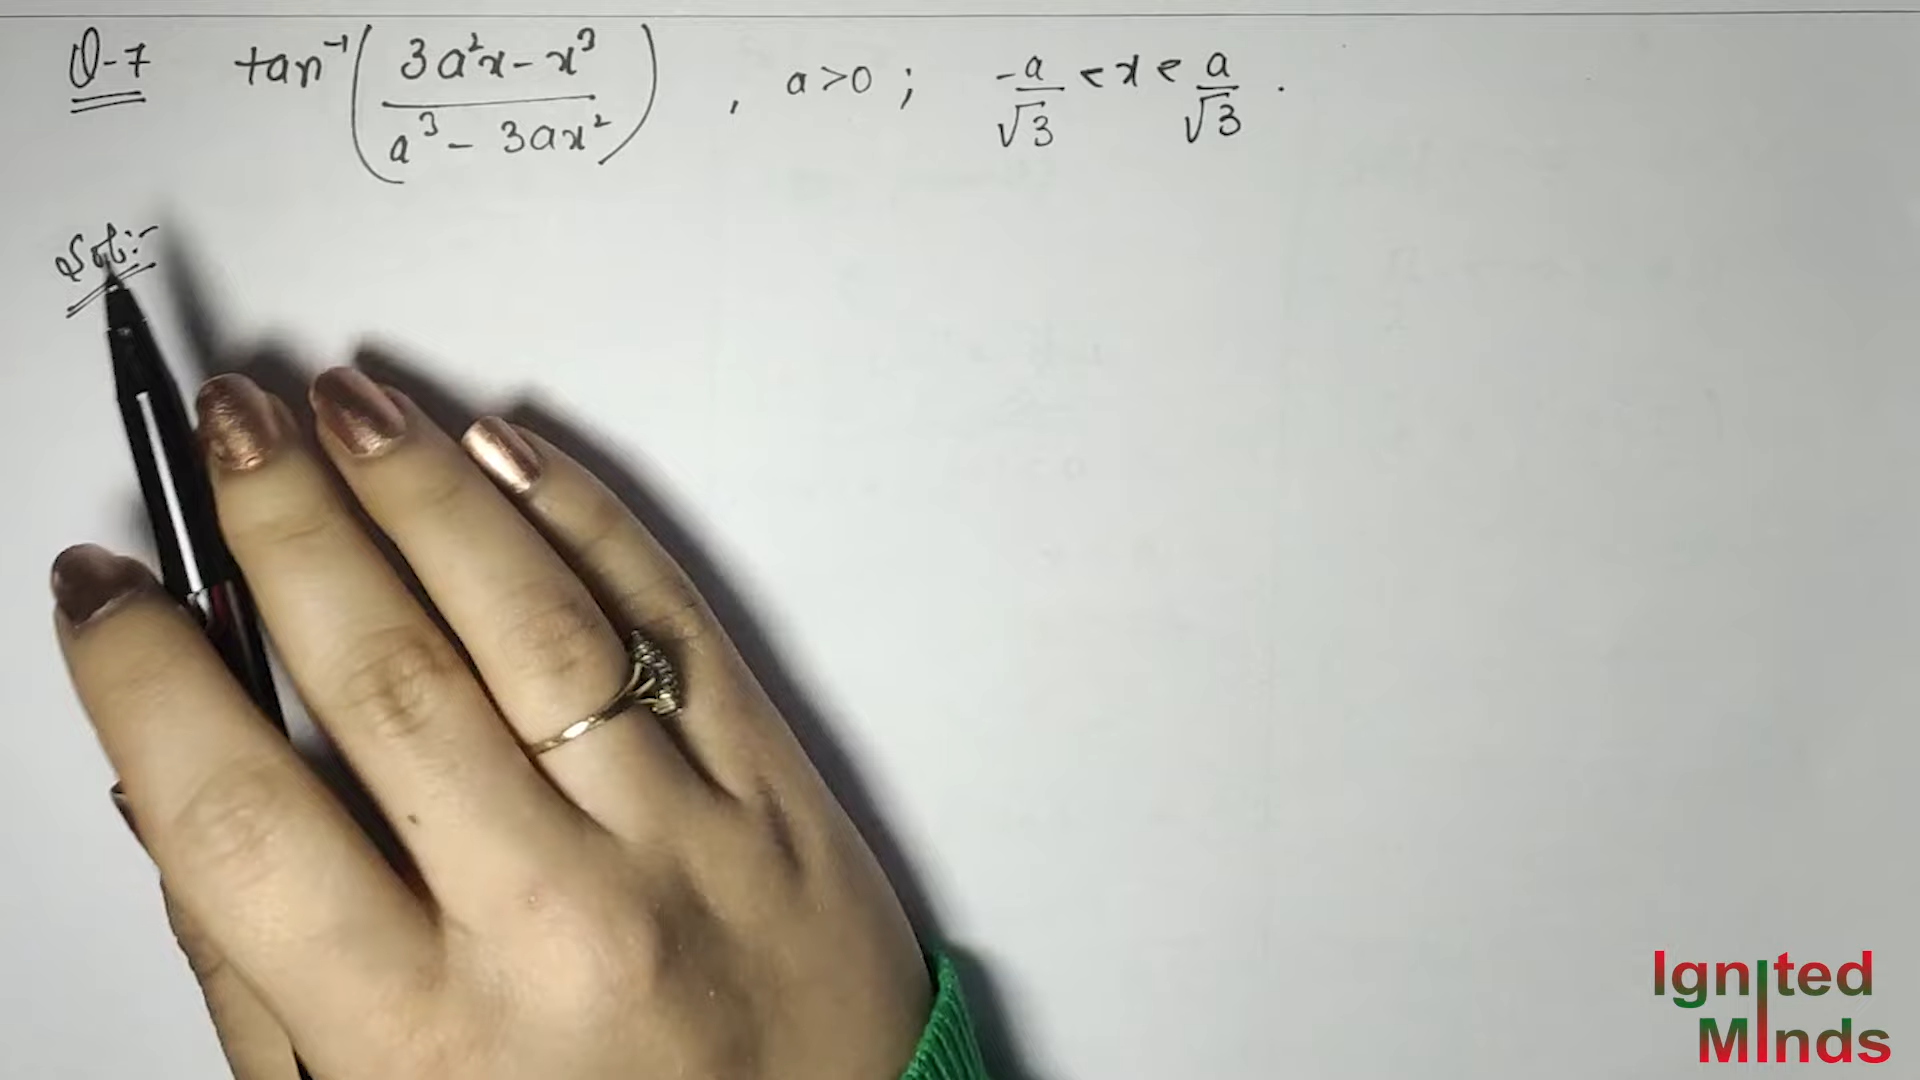 Q-7 tan⁻¹(3a²x - x³ / a³ - 3ax²) , a>0 ; -a/√3 < x < a/√3 .
Sol:-
Ignited
Minds